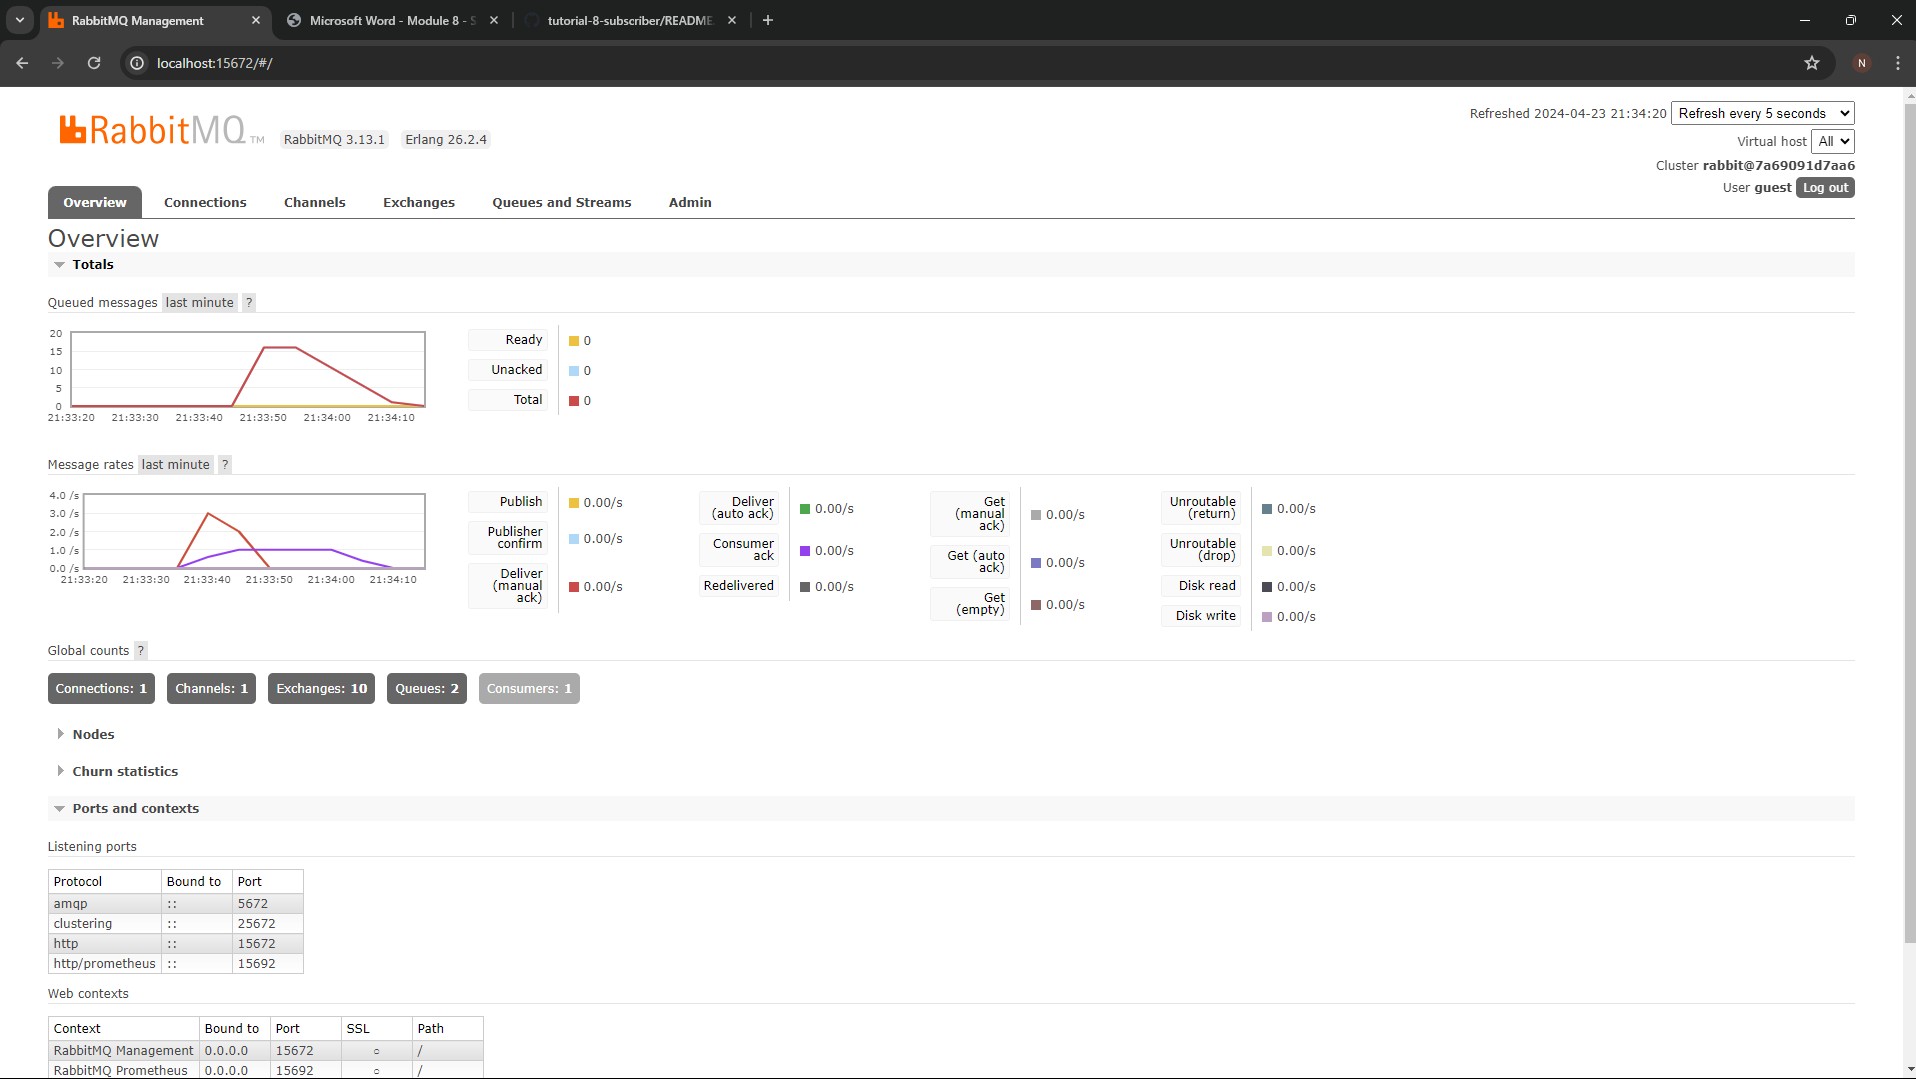 RabbitMQ Management
Microsoft Word - Module 8 - S
tutorial-8-subscriber/README.
localhost:15672/#/
N
RabbitMQ TM
RabbitMQ 3.13.1
Erlang 26.2.4
Refreshed 2024-04-23 21:34:20
Refresh every 5 seconds
Virtual host
All
Cluster rabbit@7a69091d7aa6
User guest
Log out
Overview
Connections
Channels
Exchanges
Queues and Streams
Admin
Overview
Totals
Queued messages last minute ?
20
15
10
5
0
21:33:20 21:33:30 21:33:40 21:33:50 21:34:00 21:34:10
Ready 0
Unacked 0
Total 0
Message rates last minute ?
4.0 /s
3.0 /s
2.0 /s
1.0 /s
0.0 /s
21:33:20 21:33:30 21:33:40 21:33:50 21:34:00 21:34:10
Publish 0.00/s
Publisher
confirm 0.00/s
Deliver
(manual
ack) 0.00/s
Deliver
(auto ack) 0.00/s
Consumer
ack 0.00/s
Redelivered 0.00/s
Get
(manual
ack) 0.00/s
Get (auto
ack) 0.00/s
Get
(empty) 0.00/s
Unroutable
(return) 0.00/s
Unroutable
(drop) 0.00/s
Disk read 0.00/s
Disk write 0.00/s
Global counts ?
Connections: 1
Channels: 1
Exchanges: 10
Queues: 2
Consumers: 1
Nodes
Churn statistics
Ports and contexts
Listening ports
Protocol Bound to Port
amqp :: 5672
clustering :: 25672
http :: 15672
http/prometheus :: 15692
Web contexts
Context Bound to Port SSL Path
RabbitMQ Management 0.0.0.0 15672 ○ /
RabbitMQ Prometheus 0.0.0.0 15692 ○ /